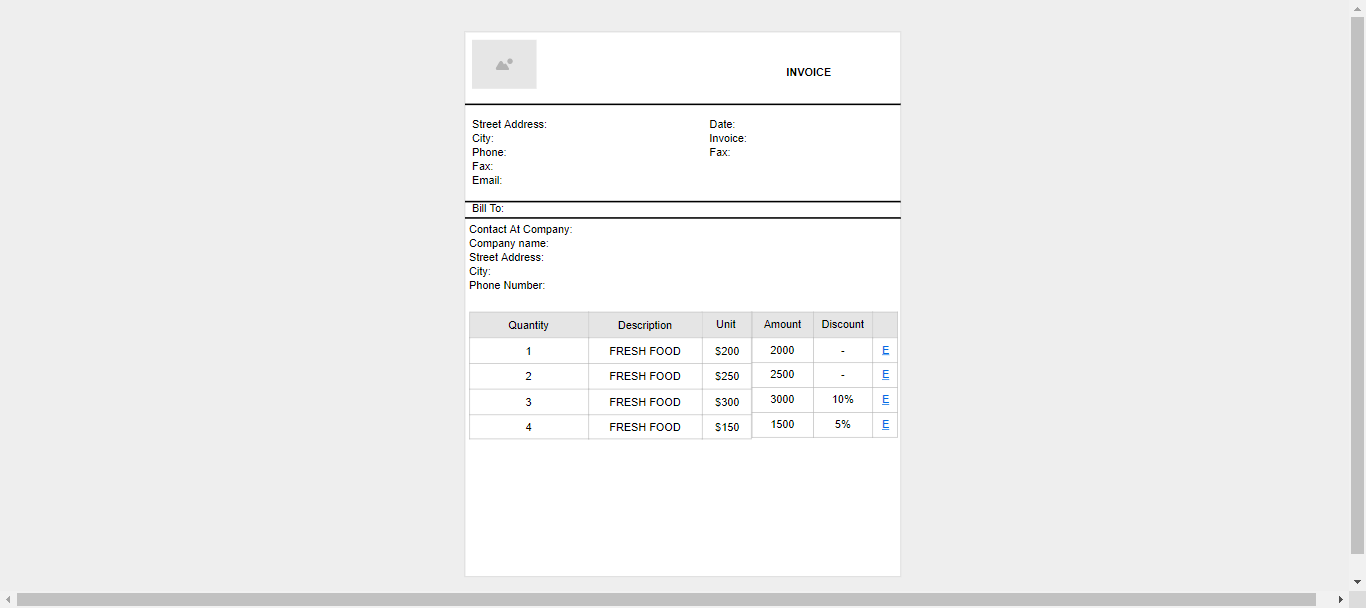 INVOICE
Street Address: Date:
City: Invoice:
Phone: Fax:
Fax:
Email:
Bill To:
Contact At Company:
Company name:
Street Address:
City:
Phone Number:
Quantity Description Unit Amount Discount
1 FRESH FOOD $200 2000 - E
2 FRESH FOOD $250 2500 - E
3 FRESH FOOD $300 3000 10% E
4 FRESH FOOD $150 1500 5% E